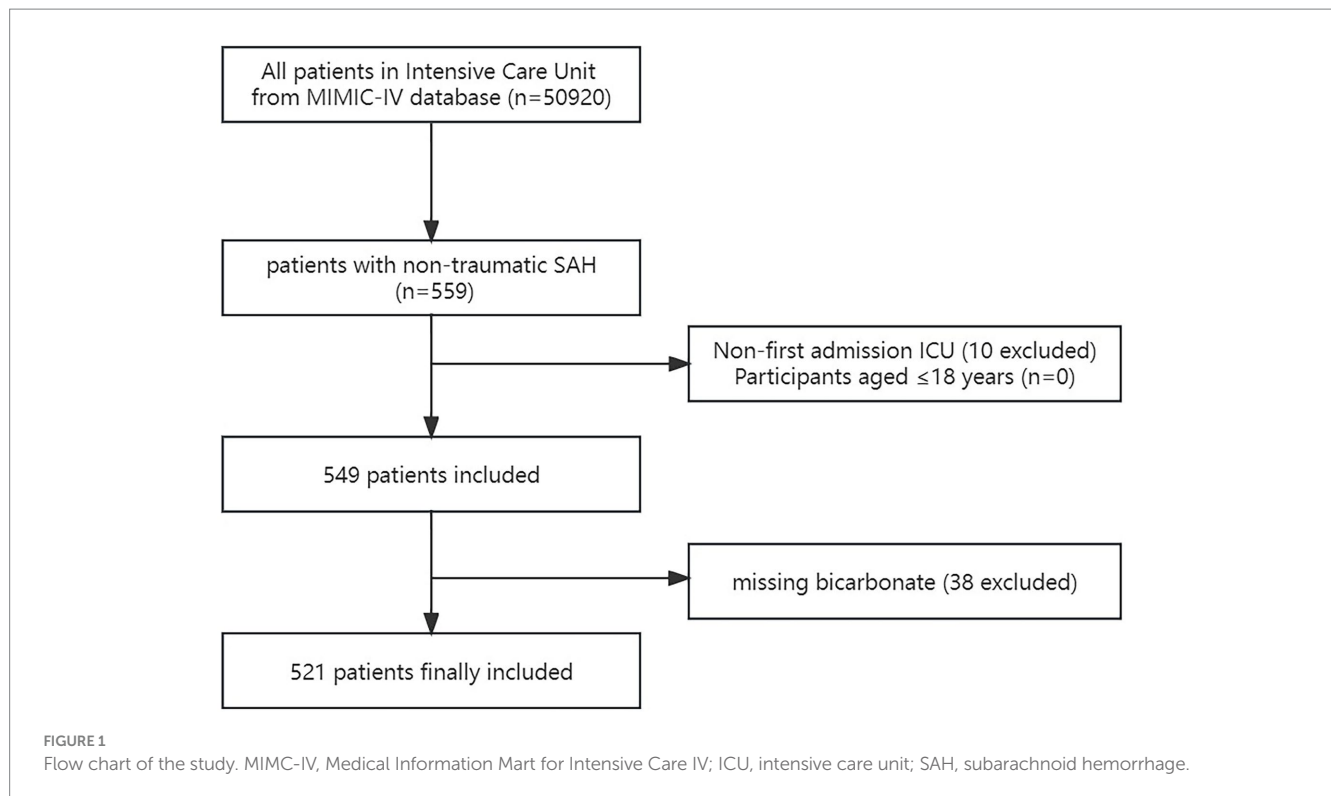 All patients in Intensive Care Unit
from MIMIC-IV database (n=50920)
patients with non-traumatic SAH
(n=559)
Non-first admission ICU (10 excluded)
Participants aged ≤18 years (n=0)
549 patients included
missing bicarbonate (38 excluded)
521 patients finally included
FIGURE 1
Flow chart of the study. MIMC-IV, Medical Information Mart for Intensive Care IV; ICU, intensive care unit; SAH, subarachnoid hemorrhage.